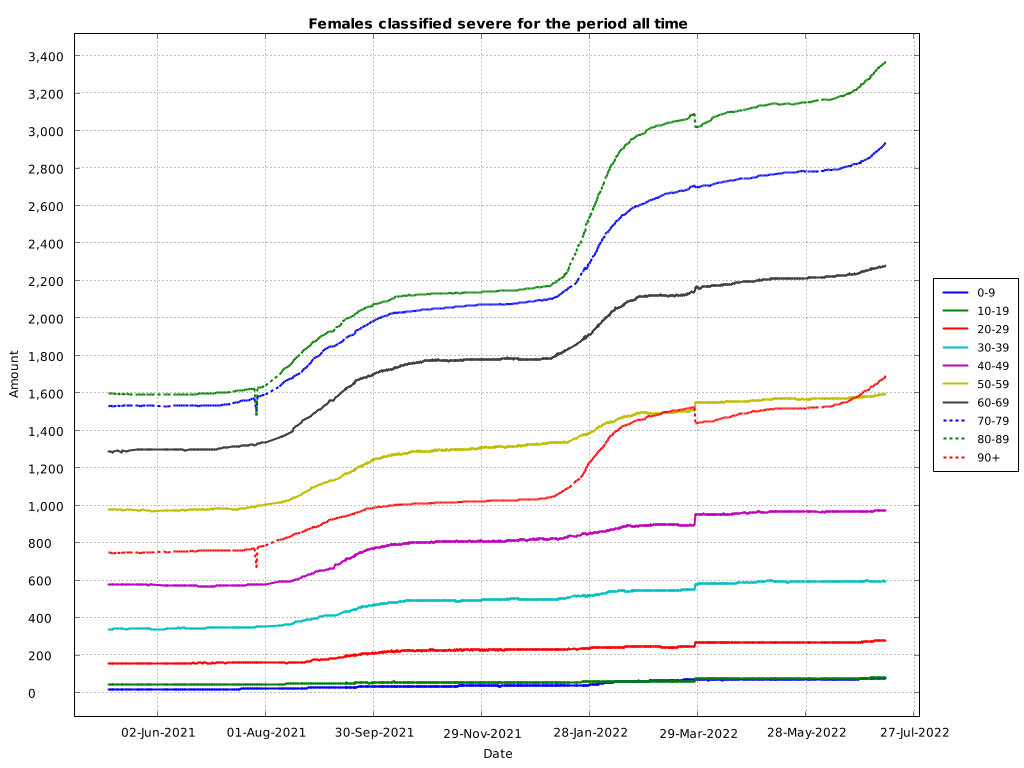 Females classified severe for the period all time
3,400
3,200
3,000
2,800
2,600
2,400
2,200
2,000
1,800
1,600
1,400
1,200
1,000
800
600
400
200
0
Amount
02-Jun-2021
01-Aug-2021
30-Sep-2021
29-Nov-2021
28-Jan-2022
29-Mar-2022
28-May-2022
27-Jul-2022
Date
0-9
10-19
20-29
30-39
40-49
50-59
60-69
70-79
80-89
90+